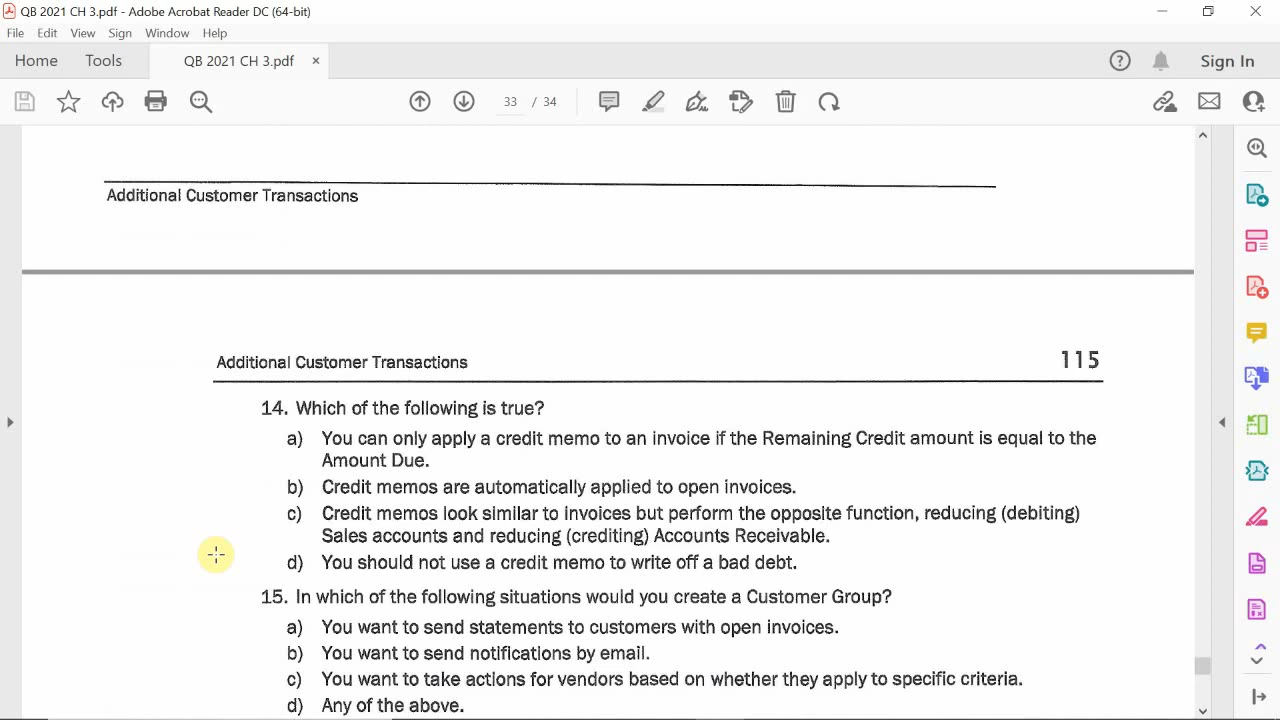 QB 2021 CH 3.pdf - Adobe Acrobat Reader DC (64-bit)
File Edit View Sign Window Help
Home Tools QB 2021 CH 3.pdf × Sign In
33 / 34
Additional Customer Transactions
Additional Customer Transactions 115
14. Which of the following is true?
a) You can only apply a credit memo to an invoice if the Remaining Credit amount is equal to the
Amount Due.
b) Credit memos are automatically applied to open invoices.
c) Credit memos look similar to invoices but perform the opposite function, reducing (debiting)
Sales accounts and reducing (crediting) Accounts Receivable.
d) You should not use a credit memo to write off a bad debt.
15. In which of the following situations would you create a Customer Group?
a) You want to send statements to customers with open invoices.
b) You want to send notifications by email.
c) You want to take actions for vendors based on whether they apply to specific criteria.
d) Any of the above.